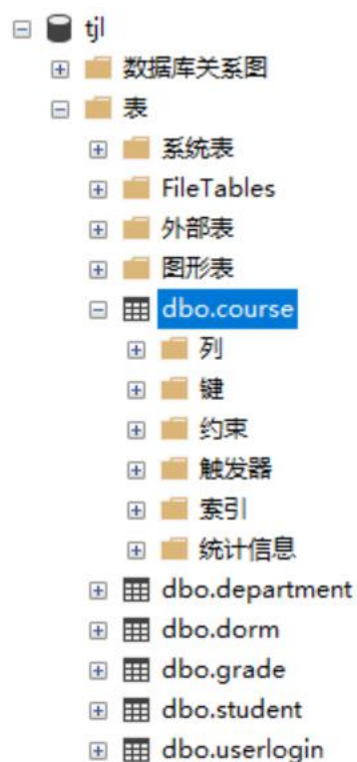 tjl
数据库关系图
表
系统表
FileTables
外部表
图形表
dbo.course
列
键
约束
触发器
索引
统计信息
dbo.department
dbo.dorm
dbo.grade
dbo.student
dbo.userlogin